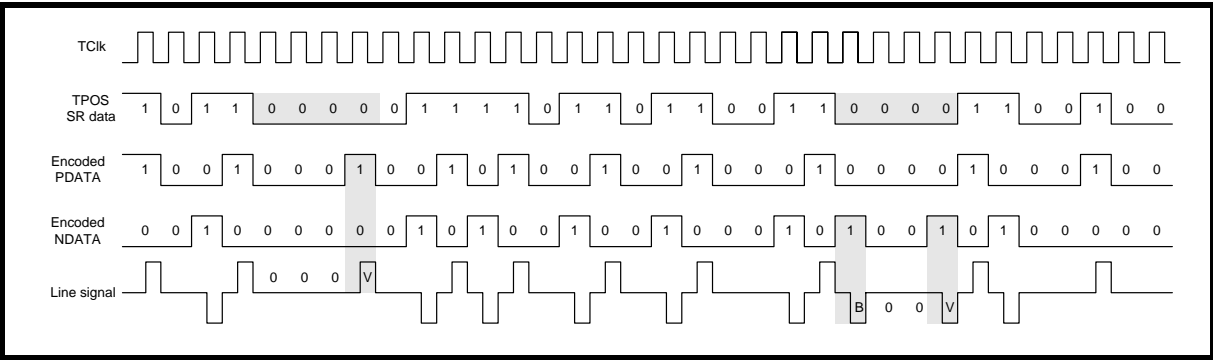 TClk
TPOS
SR data
1 0 1 1 0 0 0 0 0 1 1 1 1 0 1 1 0 1 1 0 0 1 1 0 0 0 0 1 1 0 0 1 0 0
Encoded
PDATA
1 0 0 1 0 0 0 1 0 0 1 0 1 0 0 1 0 0 1 0 0 0 1 0 0 0 0 1 0 0 0 1 0 0
Encoded
NDATA
0 0 1 0 0 0 0 0 0 1 0 1 0 0 1 0 0 1 0 0 0 1 0 1 0 0 1 0 1 0 0 0 0 0
Line signal
0 0 0 V B 0 0 V